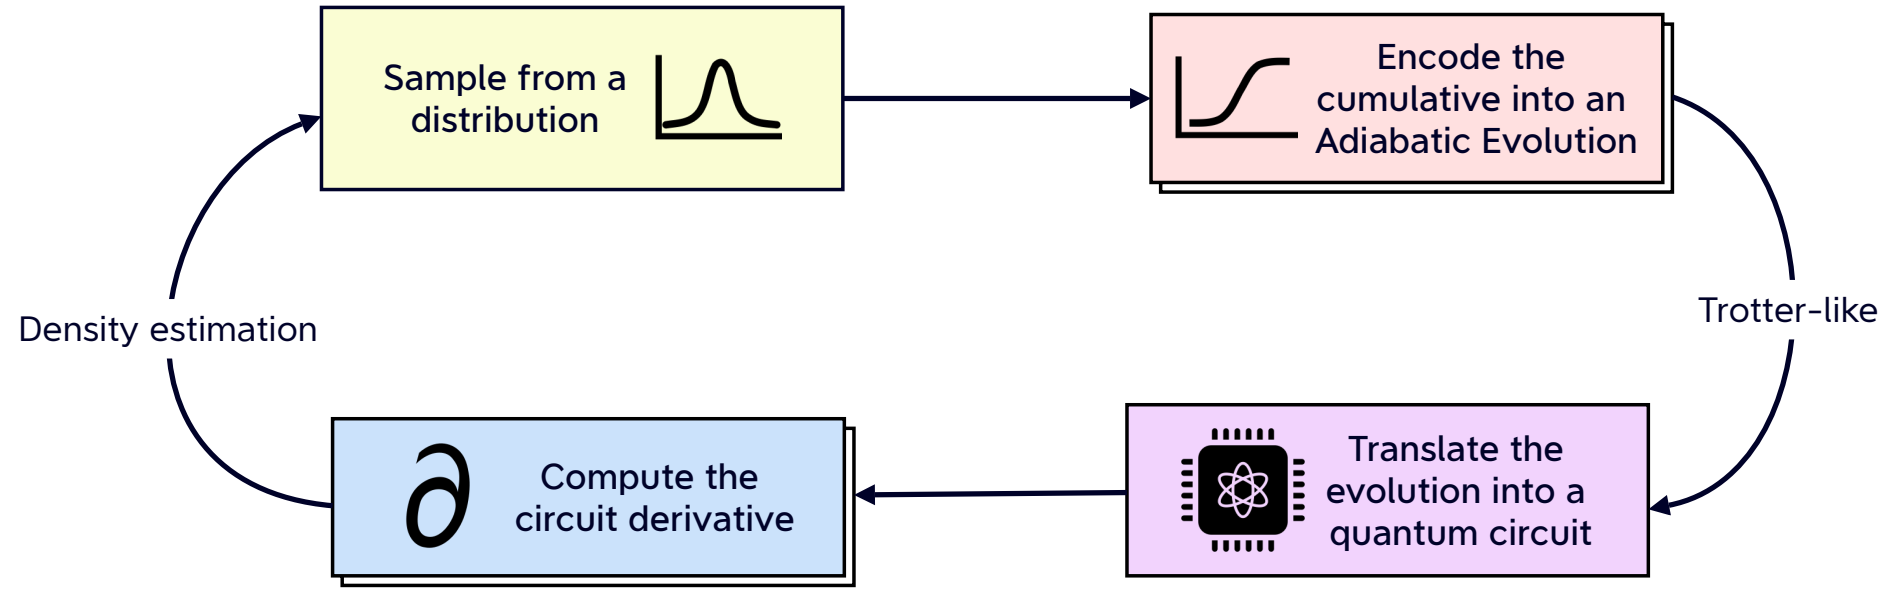 Sample from a
distribution
Encode the
cumulative into an
Adiabatic Evolution
Trotter-like
Translate the
evolution into a
quantum circuit
Compute the
circuit derivative
Density estimation